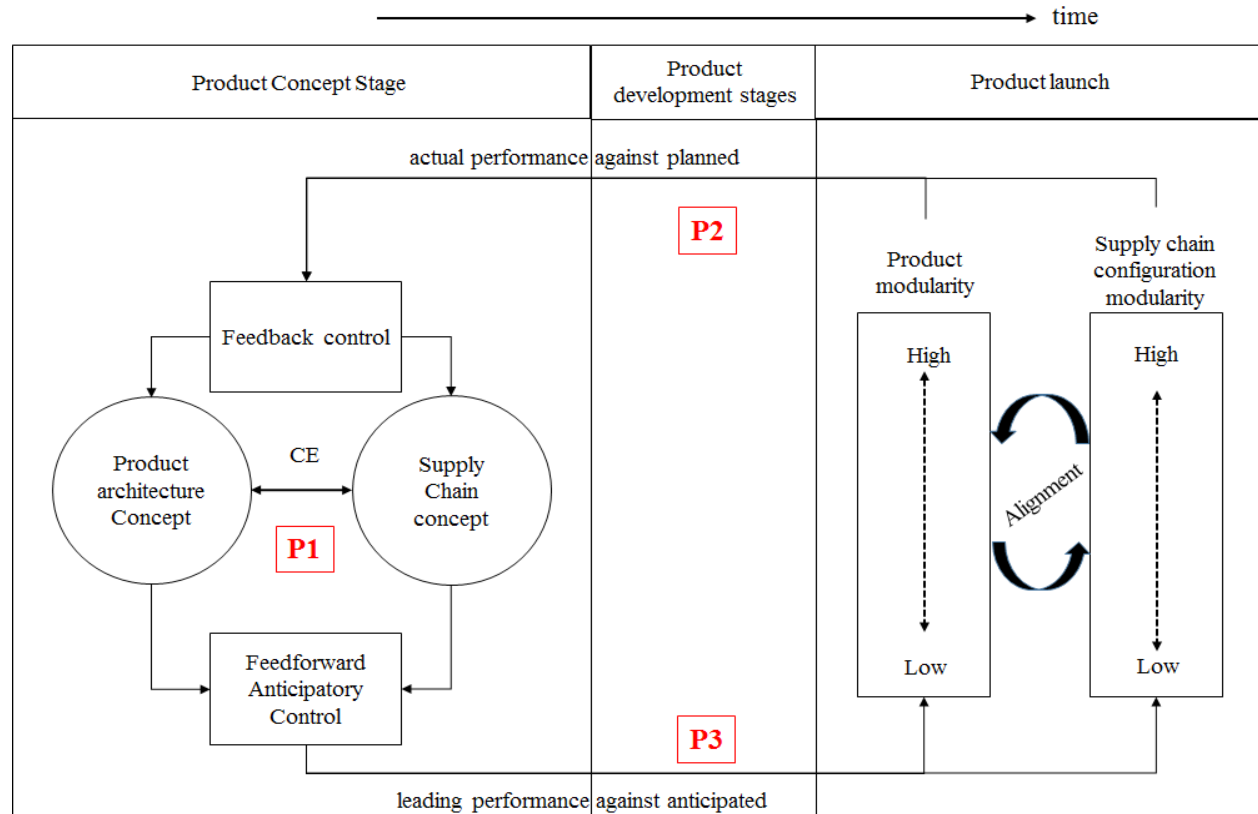 time
Product Concept Stage
Product
development stages
Product launch
actual performance against planned
P2
Product
modularity
Supply chain
configuration
modularity
Feedback control
High
High
Product
architecture
Concept
CE
Supply
Chain
concept
P1
Alignment
Feedforward
Anticipatory
Control
Low
Low
P3
leading performance against anticipated